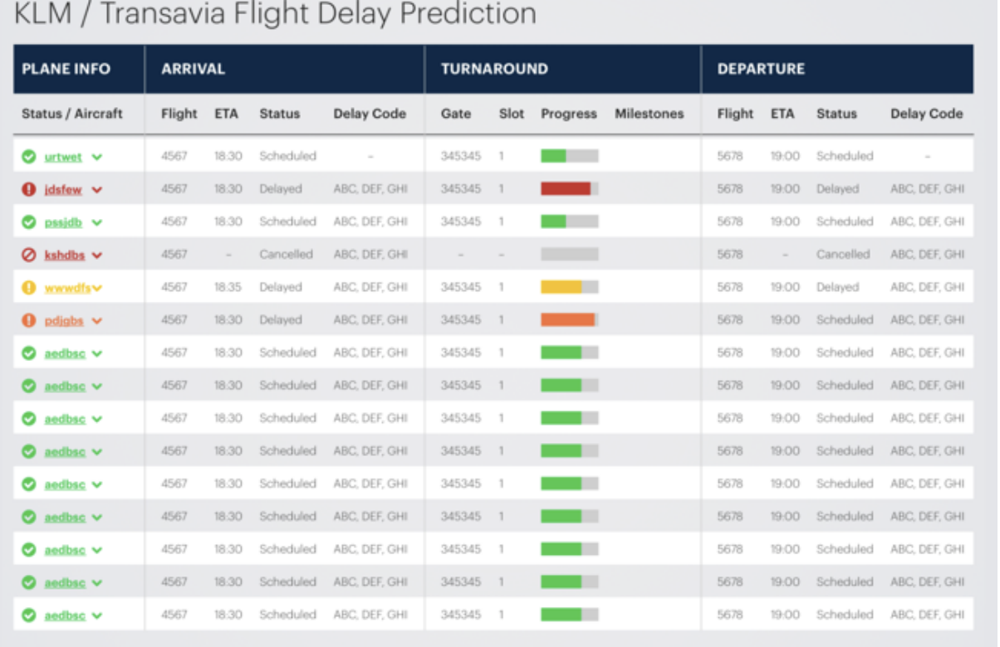 KLM / Transavia Flight Delay Prediction
PLANE INFO ARRIVAL TURNAROUND DEPARTURE
Status / Aircraft Flight ETA Status Delay Code Gate Slot Progress Milestones Flight ETA Status Delay Code
urtwet 4567 18:30 Scheduled – 345345 1 5678 19:00 Scheduled –
jdsfew 4567 18:30 Delayed ABC, DEF, GHI 345345 1 5678 19:00 Delayed ABC, DEF, GHI
pssjdb 4567 18:30 Scheduled ABC, DEF, GHI 345345 1 5678 19:00 Scheduled ABC, DEF, GHI
kshdbs 4567 – Cancelled ABC, DEF, GHI – – 5678 – Cancelled ABC, DEF, GHI
wwwdfs 4567 18:35 Delayed ABC, DEF, GHI 345345 1 5678 19:00 Delayed ABC, DEF, GHI
pdjgbs 4567 18:30 Delayed ABC, DEF, GHI 345345 1 5678 19:00 Scheduled ABC, DEF, GHI
aedbsc 4567 18:30 Scheduled ABC, DEF, GHI 345345 1 5678 19:00 Scheduled ABC, DEF, GHI
aedbsc 4567 18:30 Scheduled ABC, DEF, GHI 345345 1 5678 19:00 Scheduled ABC, DEF, GHI
aedbsc 4567 18:30 Scheduled ABC, DEF, GHI 345345 1 5678 19:00 Scheduled ABC, DEF, GHI
aedbsc 4567 18:30 Scheduled ABC, DEF, GHI 345345 1 5678 19:00 Scheduled ABC, DEF, GHI
aedbsc 4567 18:30 Scheduled ABC, DEF, GHI 345345 1 5678 19:00 Scheduled ABC, DEF, GHI
aedbsc 4567 18:30 Scheduled ABC, DEF, GHI 345345 1 5678 19:00 Scheduled ABC, DEF, GHI
aedbsc 4567 18:30 Scheduled ABC, DEF, GHI 345345 1 5678 19:00 Scheduled ABC, DEF, GHI
aedbsc 4567 18:30 Scheduled ABC, DEF, GHI 345345 1 5678 19:00 Scheduled ABC, DEF, GHI
aedbsc 4567 18:30 Scheduled ABC, DEF, GHI 345345 1 5678 19:00 Scheduled ABC, DEF, GHI